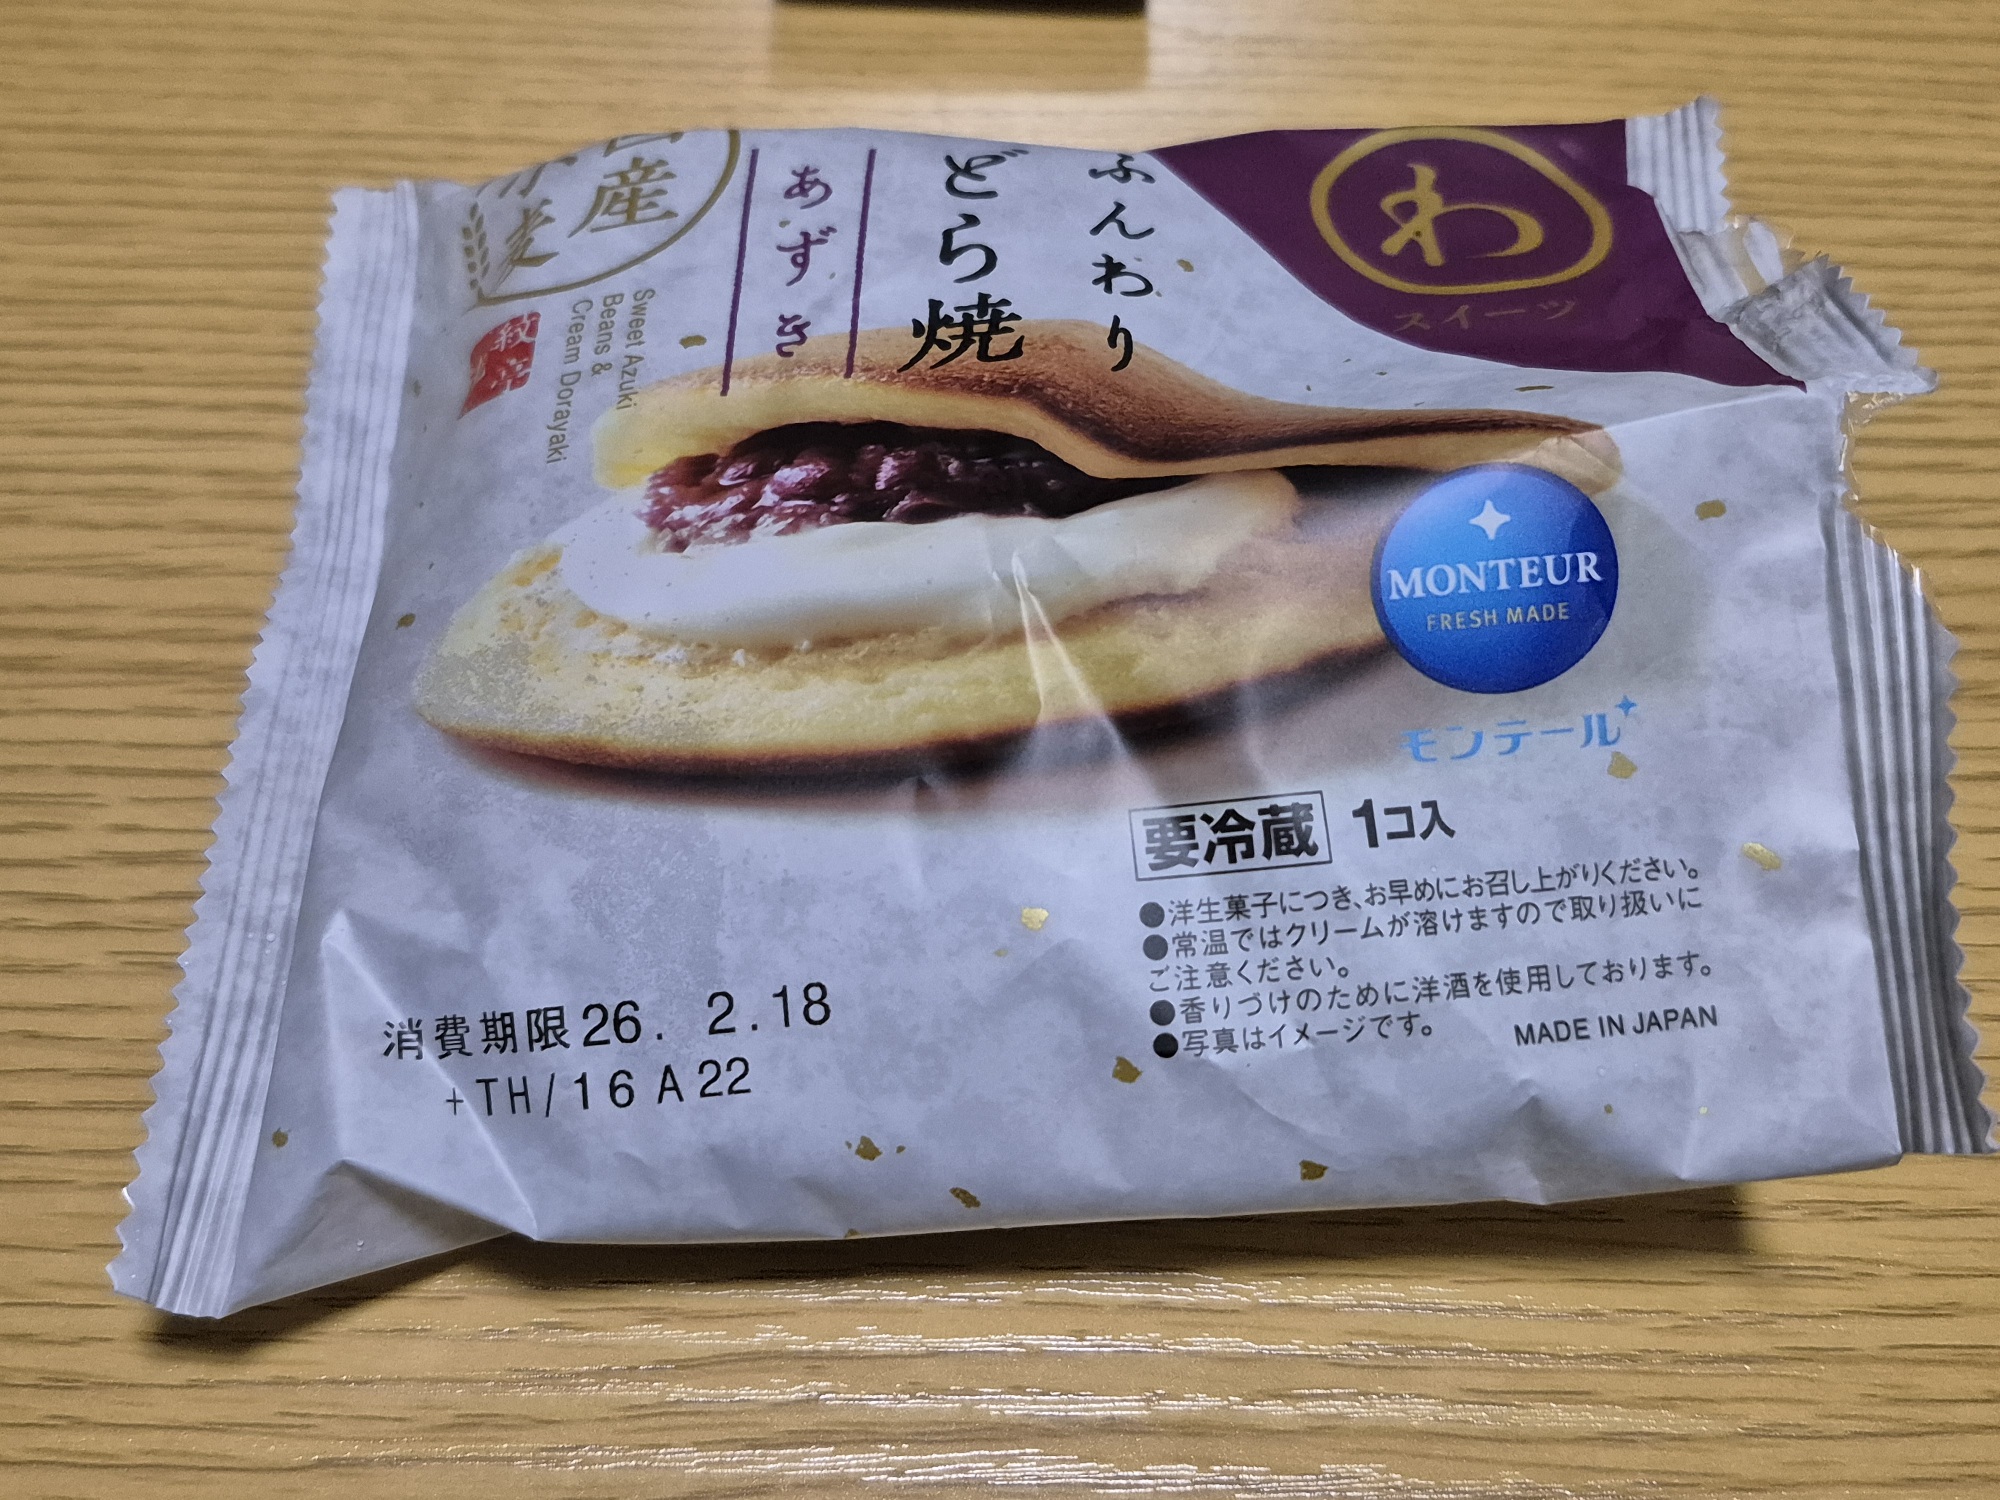 わ
スイーツ
ふんわり
どら焼
あずき
産
麦
Sweet Azuki
Beans &
Cream Dorayaki
MONTEUR
FRESH MADE
モンテール
要冷蔵 1コ入
●洋生菓子につき、お早めにお召し上がりください。
●常温ではクリームが溶けますので取り扱いに
ご注意ください。
●香りづけのために洋酒を使用しております。
●写真はイメージです。 MADE IN JAPAN
消費期限 26. 2.18
+TH/16 A 22